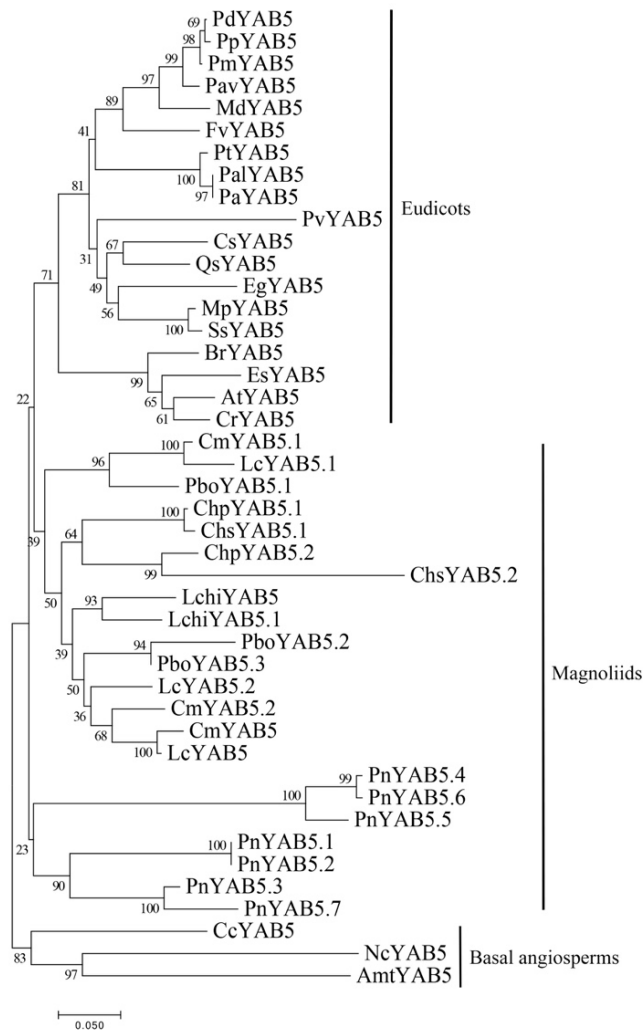 69
PdYAB5
PpYAB5
98
PmYAB5
99
PavYAB5
97
MdYAB5
89
FvYAB5
41
PtYAB5
100
PalYAB5
97
PaYAB5
81
Eudicots
PvYAB5
31
67
CsYAB5
QsYAB5
49
EgYAB5
56
MpYAB5
100
SsYAB5
71
BrYAB5
99
EsYAB5
65
AtYAB5
61
CrYAB5
22
CmYAB5.1
100
LcYAB5.1
96
PboYAB5.1
39
ChpYAB5.1
100
ChsYAB5.1
64
ChpYAB5.2
99
ChsYAB5.2
50
LchiYAB5
93
LchiYAB5.1
39
PboYAB5.2
94
PboYAB5.3
50
LcYAB5.2
36
CmYAB5.2
68
CmYAB5
100
LcYAB5
Magnoliids
PnYAB5.4
99
PnYAB5.6
100
PnYAB5.5
23
PnYAB5.1
100
PnYAB5.2
90
PnYAB5.3
100
PnYAB5.7
CcYAB5
83
NcYAB5
97
AmtYAB5
Basal angiosperms
0.050